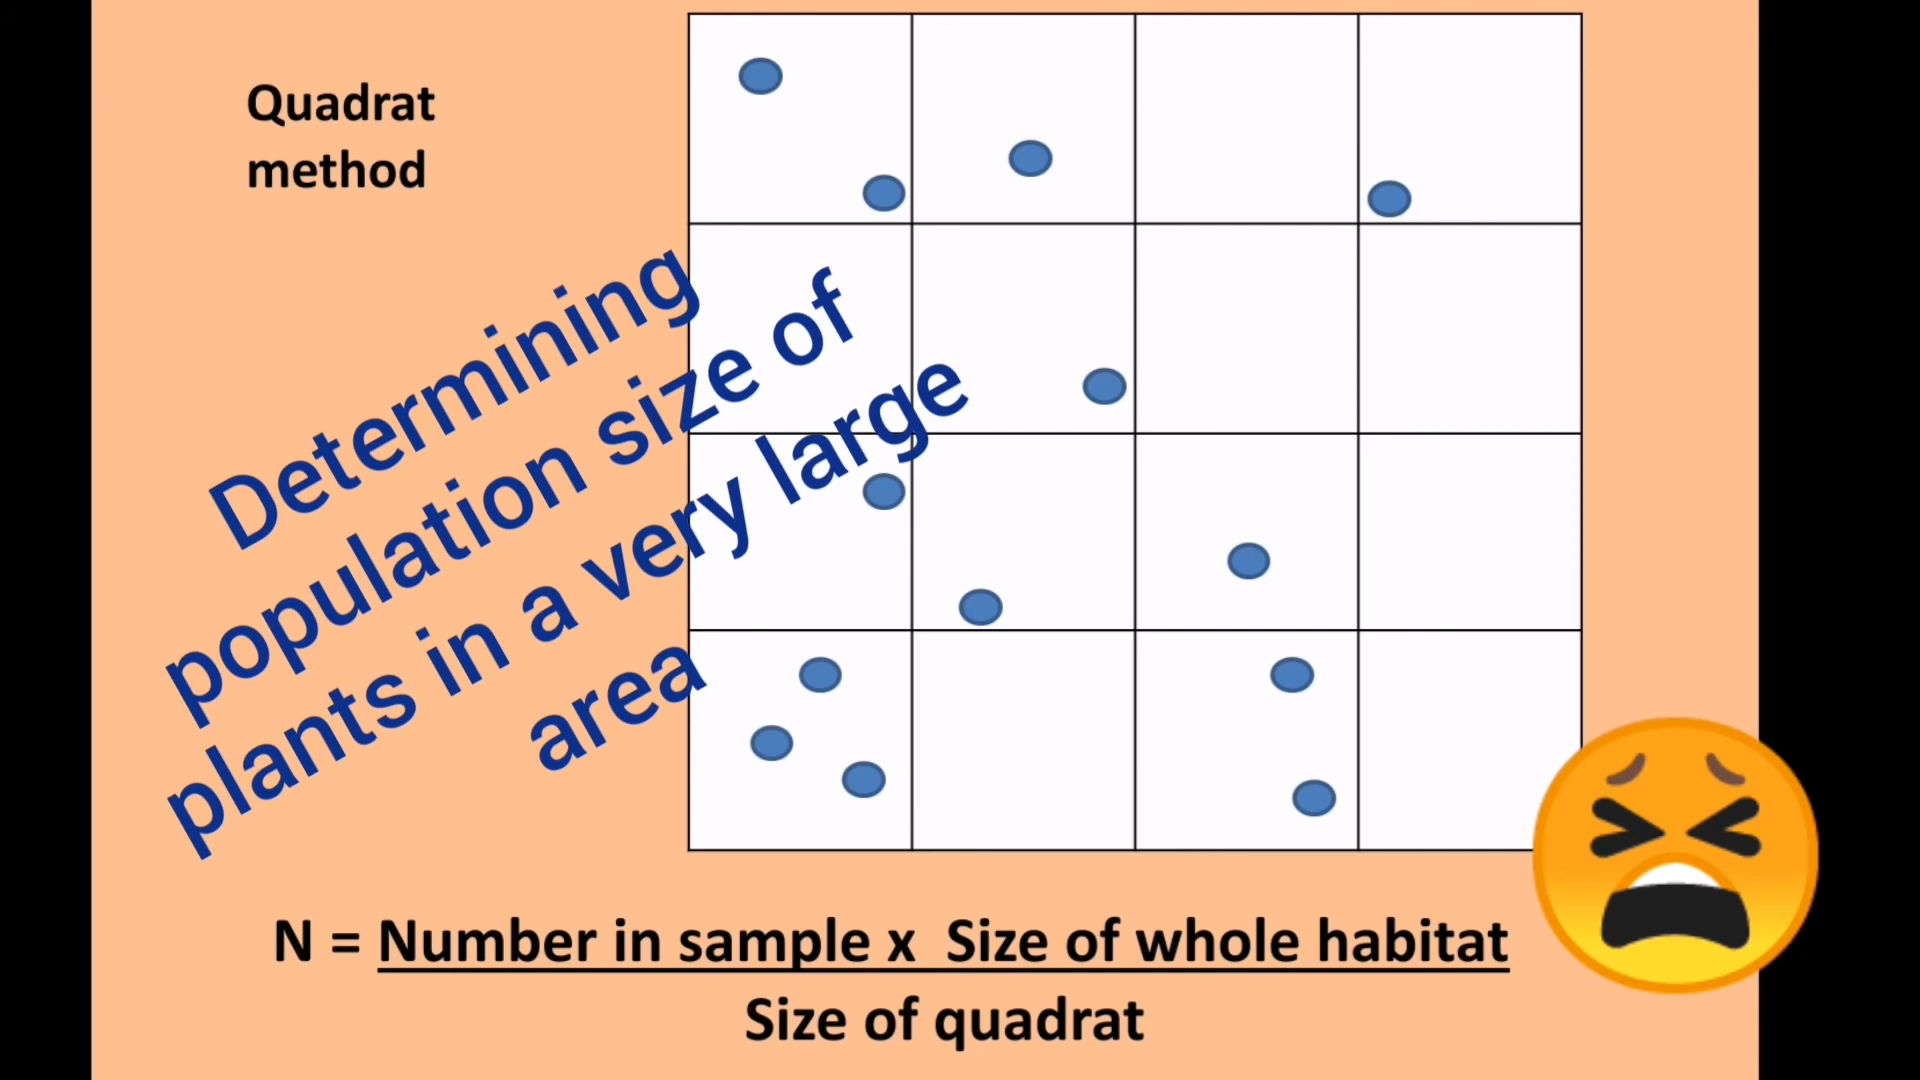 Quadrat
method
Determining
population size of
plants in a very large
area
N = Number in sample x Size of whole habitat
Size of quadrat